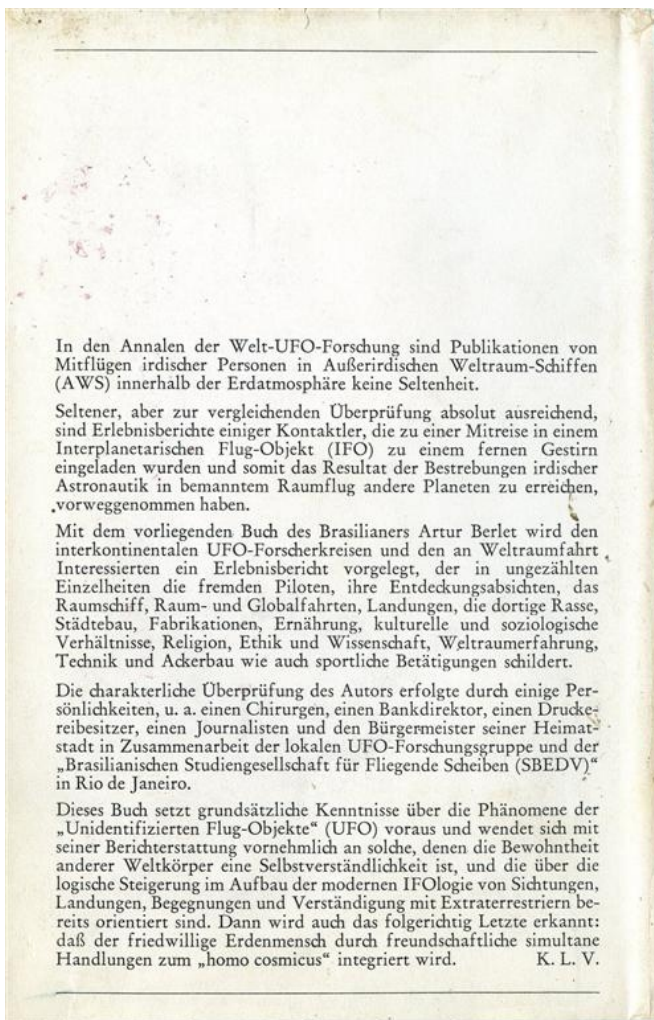 In den Annalen der Welt-UFO-Forschung sind Publikationen von
Mitflügen irdischer Personen in Außerirdischen Weltraum-Schiffen
(AWS) innerhalb der Erdatmosphäre keine Seltenheit.
Seltener, aber zur vergleichenden Überprüfung absolut ausreichend,
sind Erlebnisberichte einiger Kontaktler, die zu einer Mitreise in einem
Interplanetarischen Flug-Objekt (IFO) zu einem fernen Gestirn
eingeladen wurden und somit das Resultat der Bestrebungen irdischer
Astronautik in bemanntem Raumflug andere Planeten zu erreichen,
vorweggenommen haben.
Mit dem vorliegenden Buch des Brasilianers Artur Berlet wird den
interkontinentalen UFO-Forscherkreisen und den an Weltraumfahrt
Interessierten ein Erlebnisbericht vorgelegt, der in ungezählten
Einzelheiten die fremden Piloten, ihre Entdeckungsabsichten, das
Raumschiff, Raum- und Globalfahrten, Landungen, die dortige Rasse,
Städtebau, Fabrikationen, Ernährung, kulturelle und soziologische
Verhältnisse, Religion, Ethik und Wissenschaft, Weltraumerfahrung,
Technik und Ackerbau wie auch sportliche Betätigungen schildert.
Die charakterliche Überprüfung des Autors erfolgte durch einige Per-
sönlichkeiten, u. a. einen Chirurgen, einen Bankdirektor, einen Drucke-
reibesitzer, einen Journalisten und den Bürgermeister seiner Heimat-
stadt in Zusammenarbeit der lokalen UFO-Forschungsgruppe und der
„Brasilianischen Studiengesellschaft für Fliegende Scheiben (SBEDV)“
in Rio de Janeiro.
Dieses Buch setzt grundsätzliche Kenntnisse über die Phänomene der
„Unidentifizierten Flug-Objekte“ (UFO) voraus und wendet sich mit
seiner Berichterstattung vornehmlich an solche, denen die Bewohntheit
anderer Weltkörper eine Selbstverständlichkeit ist, und die über die
logische Steigerung im Aufbau der modernen IFOlogie von Sichtungen,
Landungen, Begegnungen und Verständigung mit Extraterrestriern be-
reits orientiert sind. Dann wird auch das folgerichtig Letzte erkannt:
daß der friedwillige Erdenmensch durch freundschaftliche simultane
Handlungen zum „homo cosmicus“ integriert wird. K. L. V.